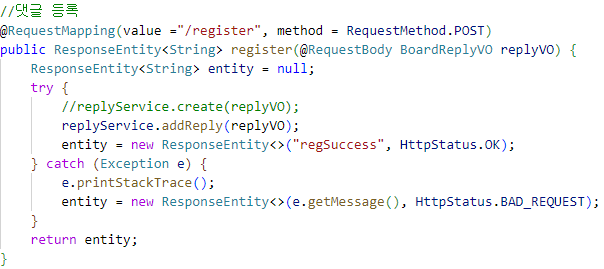 //댓글 등록
@RequestMapping(value ="/register", method = RequestMethod.POST)
public ResponseEntity<String> register(@RequestBody BoardReplyVO replyVO) {
    ResponseEntity<String> entity = null;
    try {
        //replyService.create(replyVO);
        replyService.addReply(replyVO);
        entity = new ResponseEntity<>("regSuccess", HttpStatus.OK);
    } catch (Exception e) {
        e.printStackTrace();
        entity = new ResponseEntity<>(e.getMessage(), HttpStatus.BAD_REQUEST);
    }
    return entity;
}